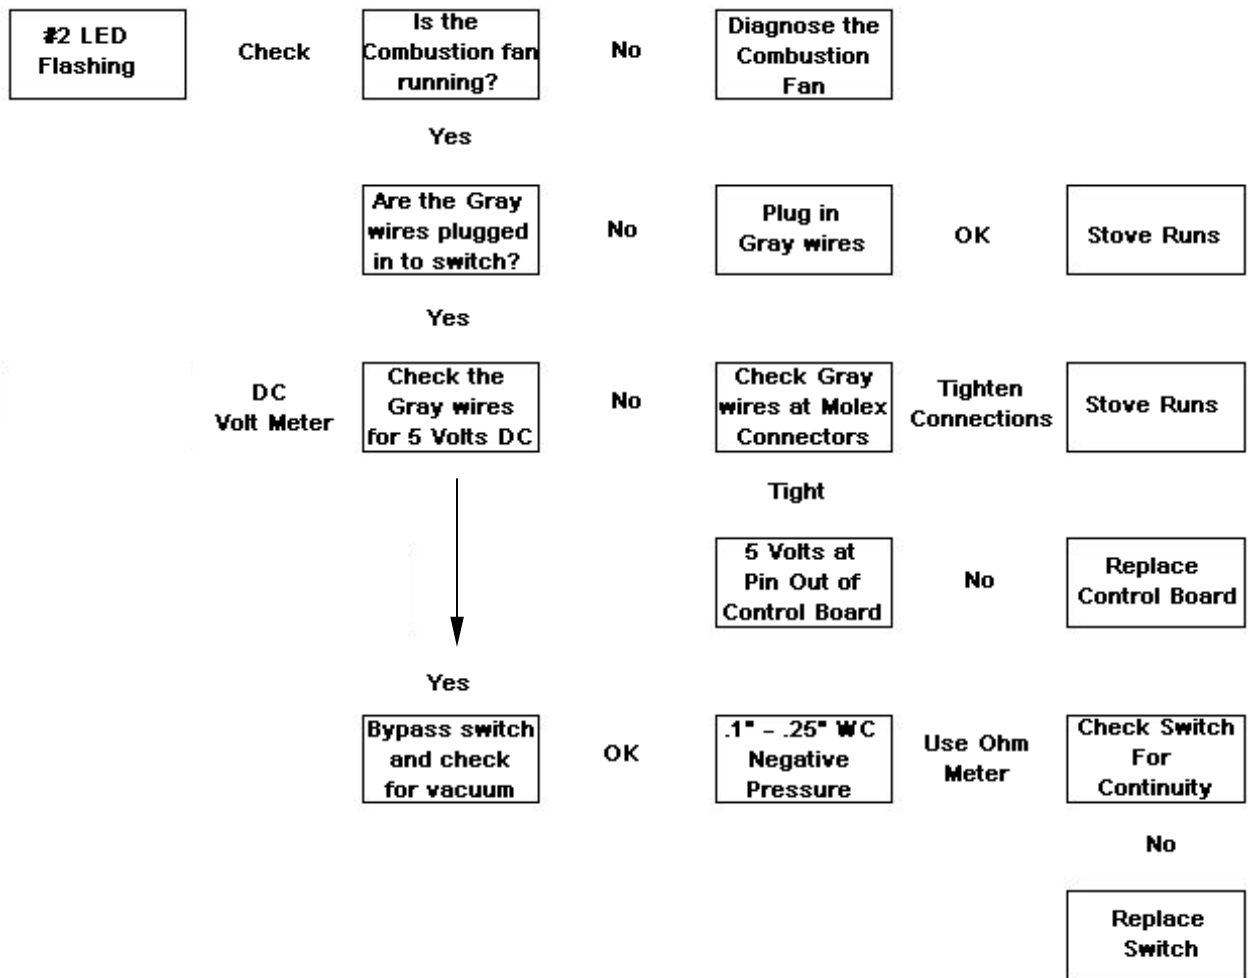 #2 LED
Flashing
Check
Is the
Combustion fan
running?
No
Diagnose the
Combustion
Fan
Yes
Are the Gray
wires plugged
in to switch?
No
Plug in
Gray wires
OK
Stove Runs
Yes
DC
Volt Meter
Check the
Gray wires
for 5 Volts DC
No
Check Gray
wires at Molex
Connectors
Tighten
Connections
Stove Runs
Tight
5 Volts at
Pin Out of
Control Board
No
Replace
Control Board
Yes
Bypass switch
and check
for vacuum
OK
.1" - .25" WC
Negative
Pressure
Use Ohm
Meter
Check Switch
For
Continuity
No
Replace
Switch